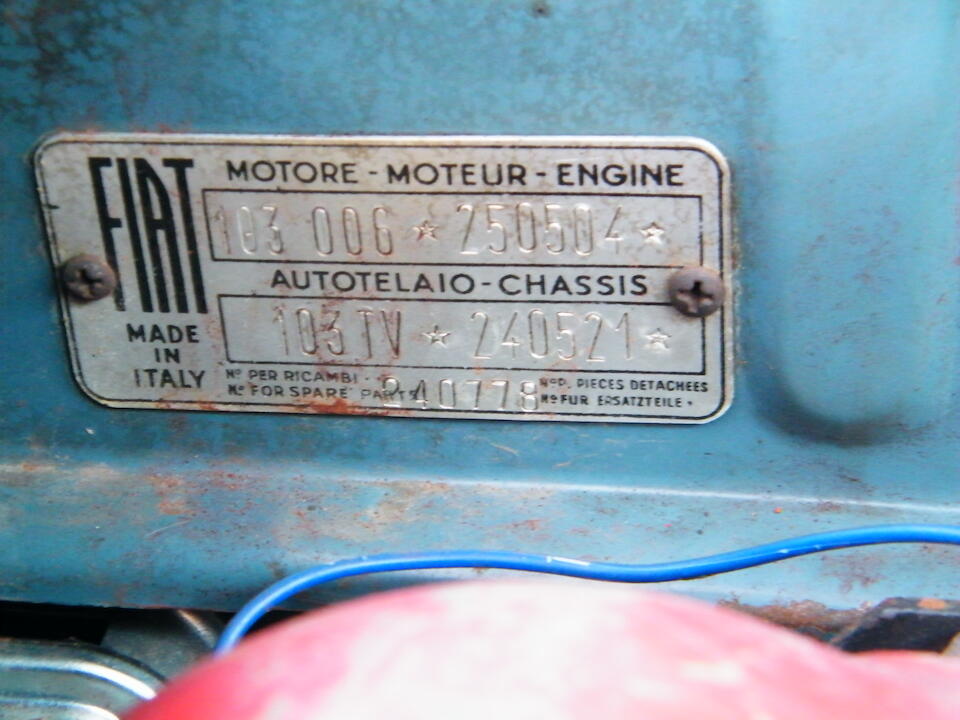 FIAT
MADE
IN
ITALY
MOTORE - MOTEUR - ENGINE
103 006 ★ 250504 ★
AUTOTELAIO - CHASSIS
103 TV ★ 240521 ★
No PER RICAMBI
No FOR SPARE PARTS
240778
No P. PIECES DETACHEES
No FUR ERSATZTEILE